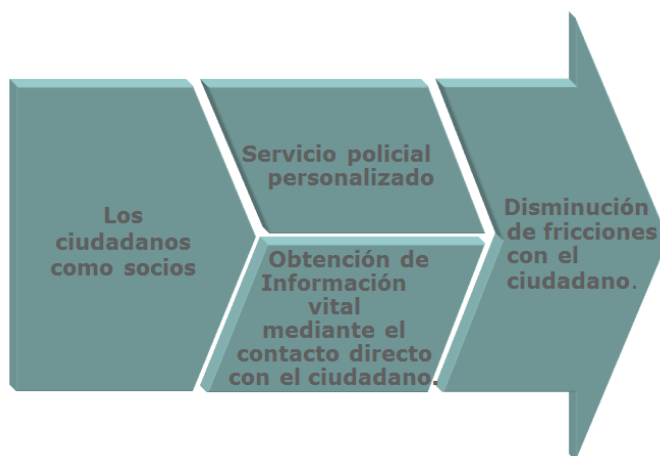 Los
ciudadanos
como socios
Servicio policial
personalizado
Obtención de
Información
vital
mediante el
contacto directo
con el ciudadano.
Disminución
de fricciones
con el
ciudadano.